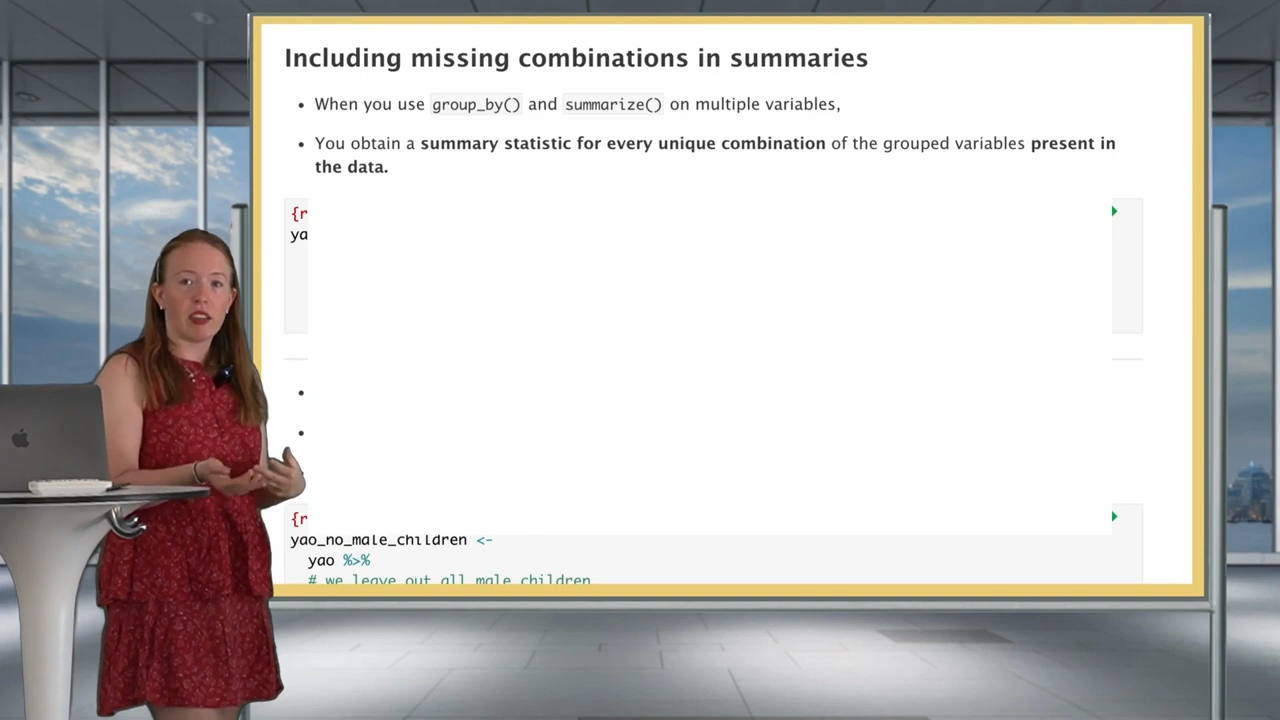 Including missing combinations in summaries
• When you use group_by() and summarize() on multiple variables,
• You obtain a summary statistic for every unique combination of the grouped variables present in
the data.
{r
ya
•
•
{r
yao_no_male_children <-
yao %>%
# we leave out all male children